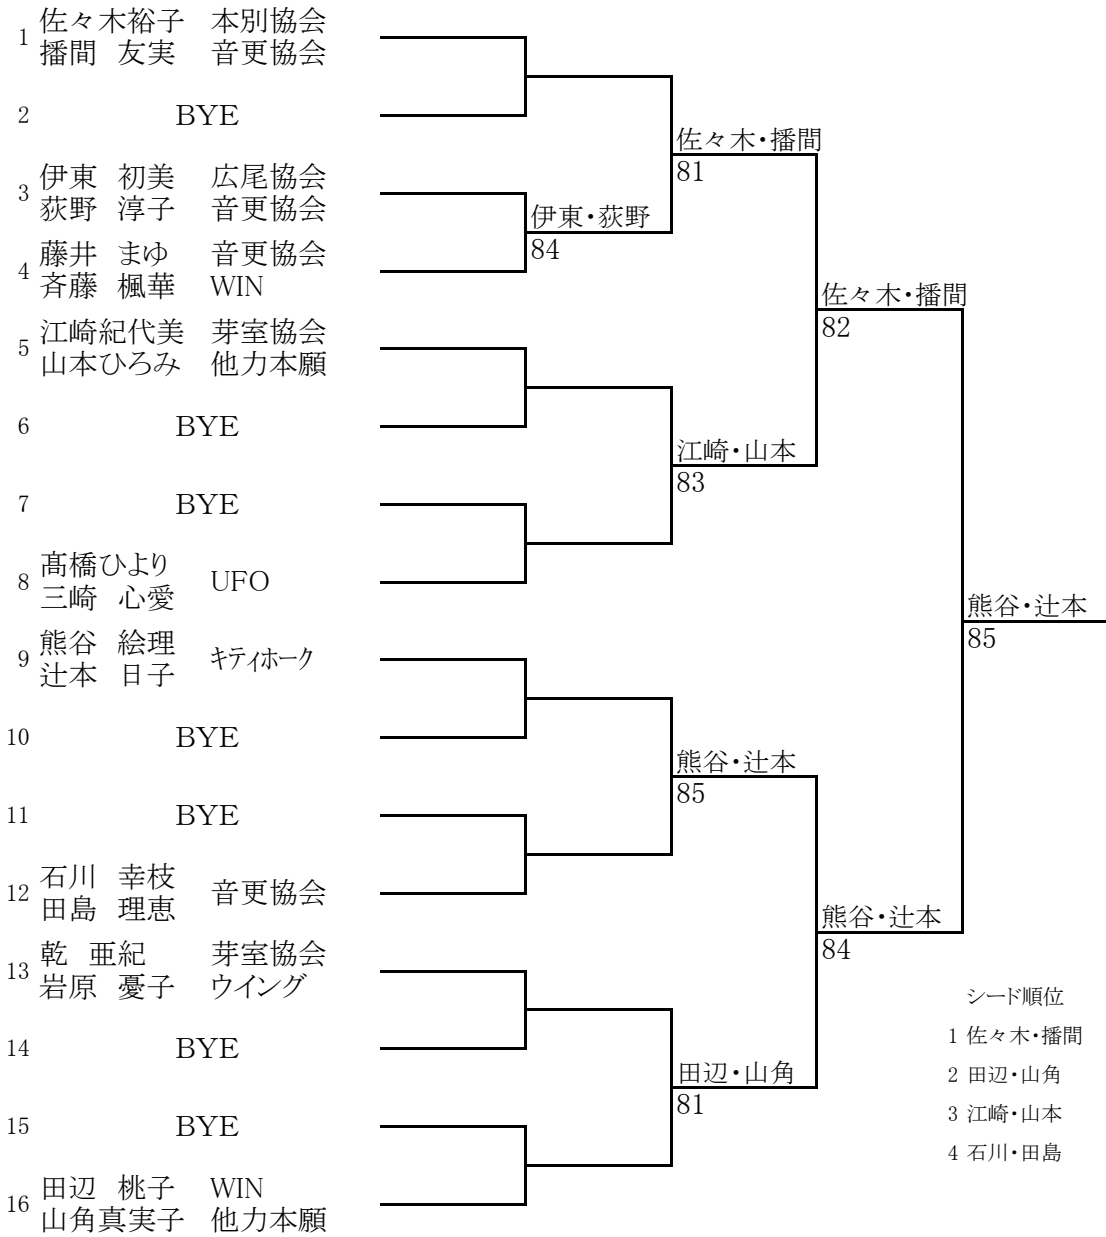 1 佐々木裕子 本別協会
播間 友実 音更協会
2 BYE
3 伊東 初美 広尾協会
荻野 淳子 音更協会
4 藤井 まゆ 音更協会
斉藤 楓華 WIN
5 江崎紀代美 芽室協会
山本ひろみ 他力本願
6 BYE
7 BYE
8 髙橋ひより UFO
三崎 心愛
9 熊谷 絵理 キティホーク
辻本 日子
10 BYE
11 BYE
12 石川 幸枝 音更協会
田島 理恵
13 乾 亜紀 芽室協会
岩原 憂子 ウイング
14 BYE
15 BYE
16 田辺 桃子 WIN
山角真実子 他力本願
伊東・荻野
84
佐々木・播間
81
江崎・山本
83
熊谷・辻本
85
田辺・山角
81
佐々木・播間
82
熊谷・辻本
84
熊谷・辻本
85
シード順位
1 佐々木・播間
2 田辺・山角
3 江崎・山本
4 石川・田島